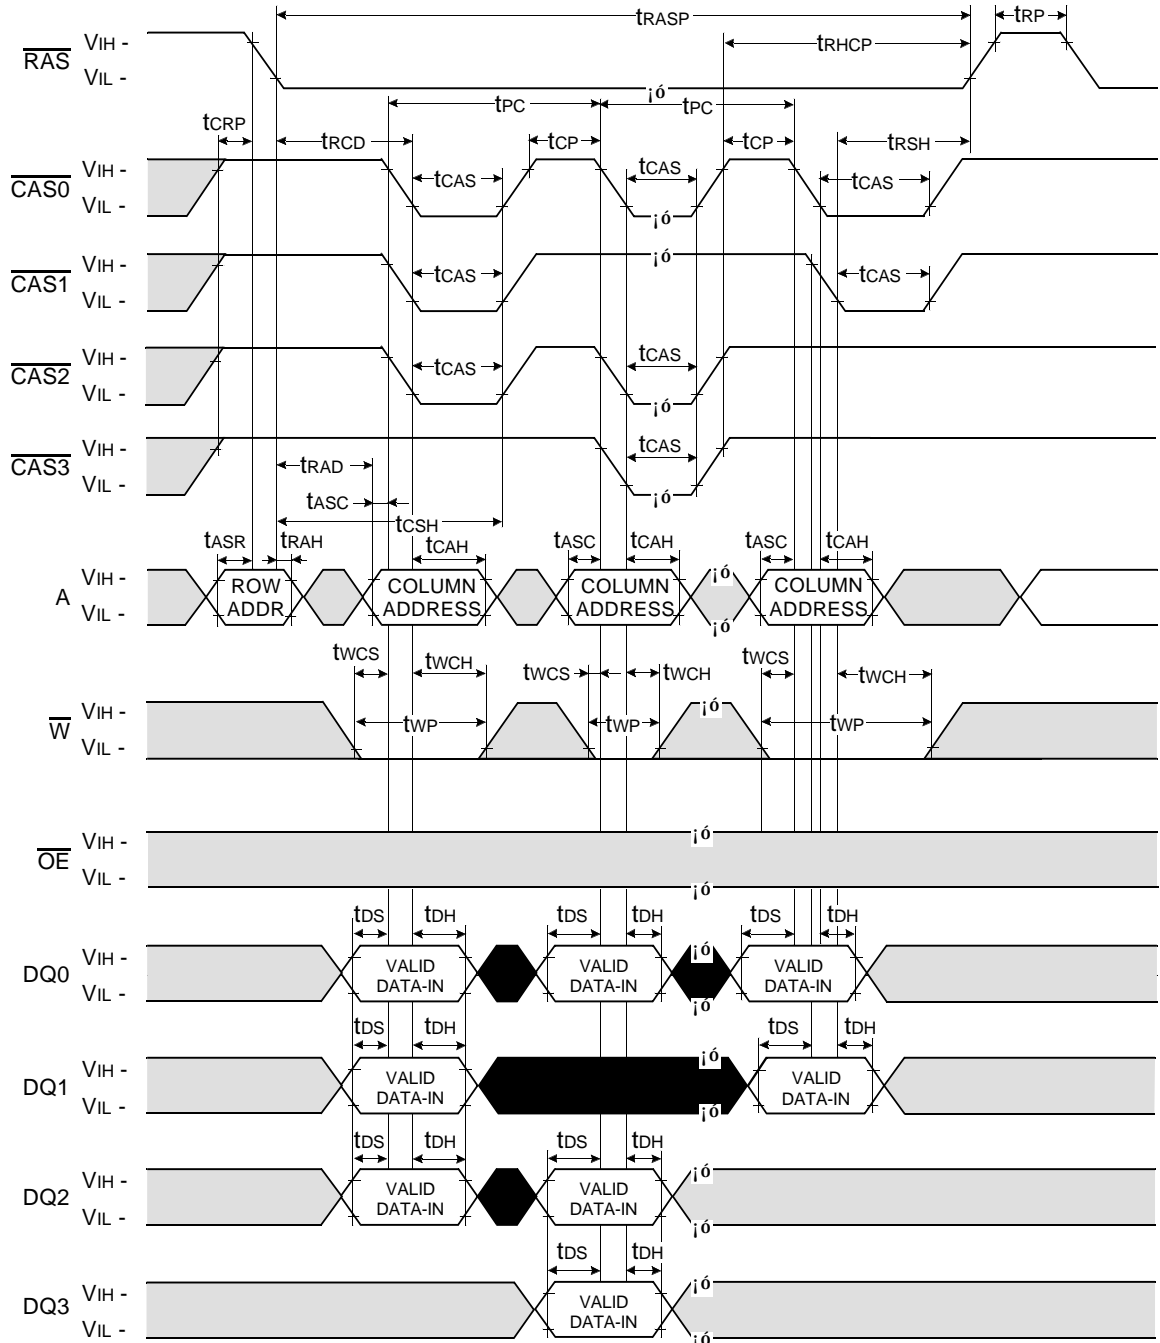 tRASP
tRP
RAS VIH -
VIL -
tRHCP
¡ó
tPC tPC
tCRP tRCD tCP tCP tRSH
CAS0 VIH -
VIL -
tCAS tCAS tCAS
¡ó
CAS1 VIH -
VIL -
¡ó
tCAS tCAS
CAS2 VIH -
VIL -
tCAS tCAS
¡ó
CAS3 VIH -
VIL -
tCAS
¡ó
tRAD
tASC
tCSH
tASR tRAH tCAH tASC tCAH tASC tCAH
A VIH -
VIL -
ROW ADDR
COLUMN ADDRESS
COLUMN ADDRESS
¡ó
¡ó
COLUMN ADDRESS
tWCS tWCH tWCS tWCH tWCS tWCH
W VIH -
VIL -
¡ó
tWP tWP tWP
OE VIH -
VIL -
¡ó
¡ó
tDS tDH tDS tDH tDS tDH
DQ0 VIH -
VIL -
VALID DATA-IN
VALID DATA-IN
¡ó
¡ó
VALID DATA-IN
tDS tDH tDS tDH
DQ1 VIH -
VIL -
VALID DATA-IN
¡ó
¡ó
VALID DATA-IN
tDS tDH tDS tDH
DQ2 VIH -
VIL -
VALID DATA-IN
VALID DATA-IN
¡ó
¡ó
tDS tDH
DQ3 VIH -
VIL -
VALID DATA-IN
¡ó
¡ó